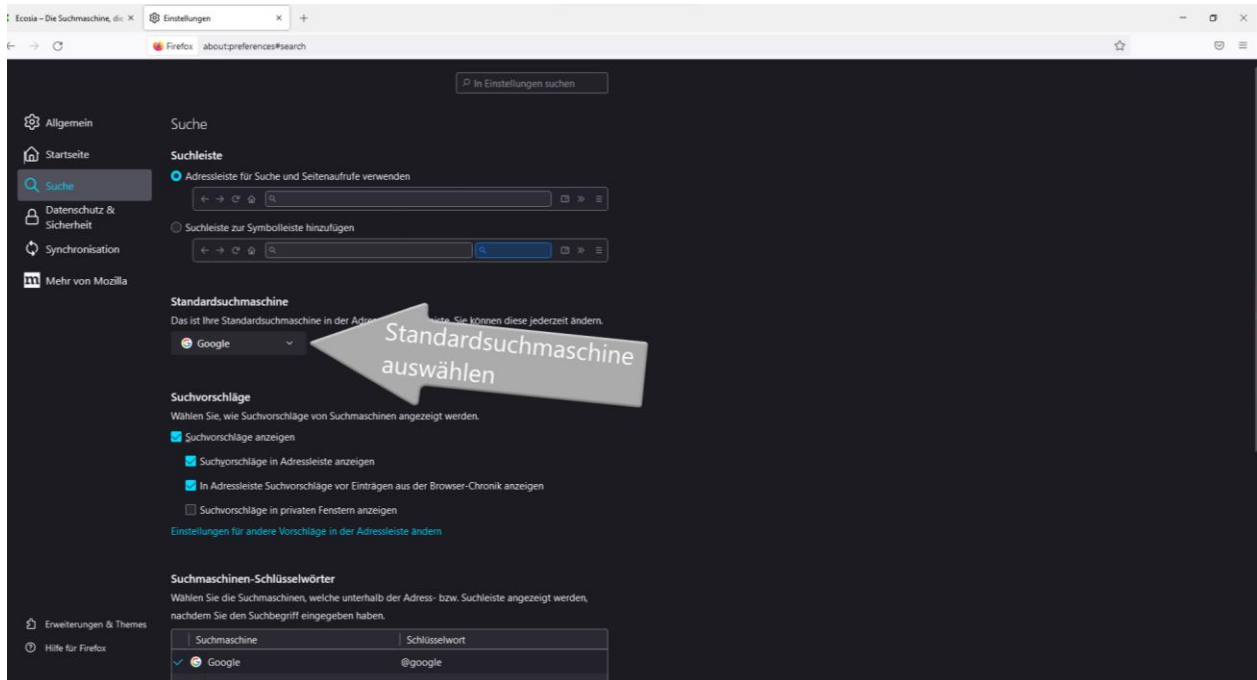 Ecosia – Die Suchmaschine, die
Einstellungen
Firefox about:preferences#search
In Einstellungen suchen
Allgemein
Startseite
Suche
Datenschutz &
Sicherheit
Synchronisation
Mehr von Mozilla
Erweiterungen & Themes
Hilfe für Firefox
Suche
Suchleiste
Adressleiste für Suche und Seitenaufrufe verwenden
Suchleiste zur Symbolleiste hinzufügen
Standardsuchmaschine
Das ist Ihre Standardsuchmaschine in der Adre Sie können diese jederzeit ändern.
Google
Standardsuchmaschine
auswählen
Suchvorschläge
Wählen Sie, wie Suchvorschläge von Suchmaschinen angezeigt werden.
Suchvorschläge anzeigen
Suchvorschläge in Adressleiste anzeigen
In Adressleiste Suchvorschläge vor Einträgen aus der Browser-Chronik anzeigen
Suchvorschläge in privaten Fenstern anzeigen
Einstellungen für andere Vorschläge in der Adressleiste ändern
Suchmaschinen-Schlüsselwörter
Wählen Sie die Suchmaschinen, welche unterhalb der Adress- bzw. Suchleiste angezeigt werden,
nachdem Sie den Suchbegriff eingegeben haben.
Suchmaschine Schlüsselwort
Google @google